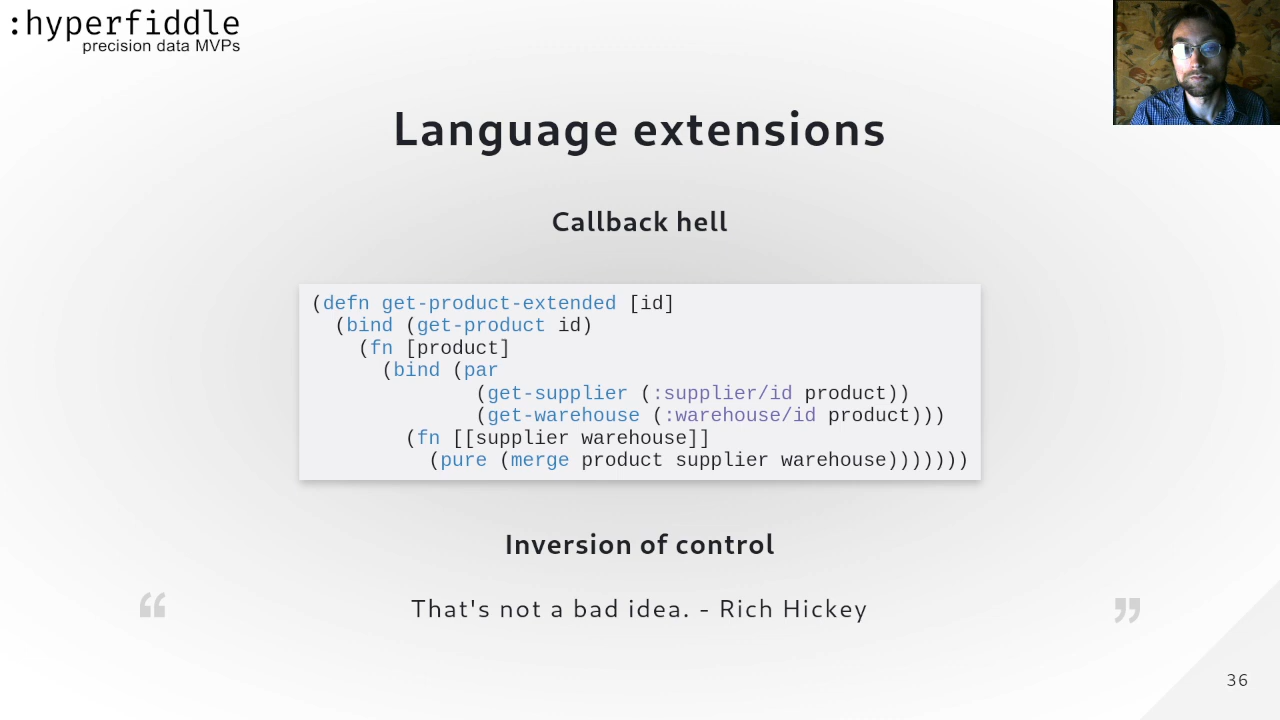 :hyperfiddle
precision data MVPs
Language extensions
Callback hell
(defn get-product-extended [id]
  (bind (get-product id)
    (fn [product]
      (bind (par
              (get-supplier (:supplier/id product))
              (get-warehouse (:warehouse/id product)))
        (fn [[supplier warehouse]]
          (pure (merge product supplier warehouse)))))))
Inversion of control
“ That's not a bad idea. - Rich Hickey ”
36